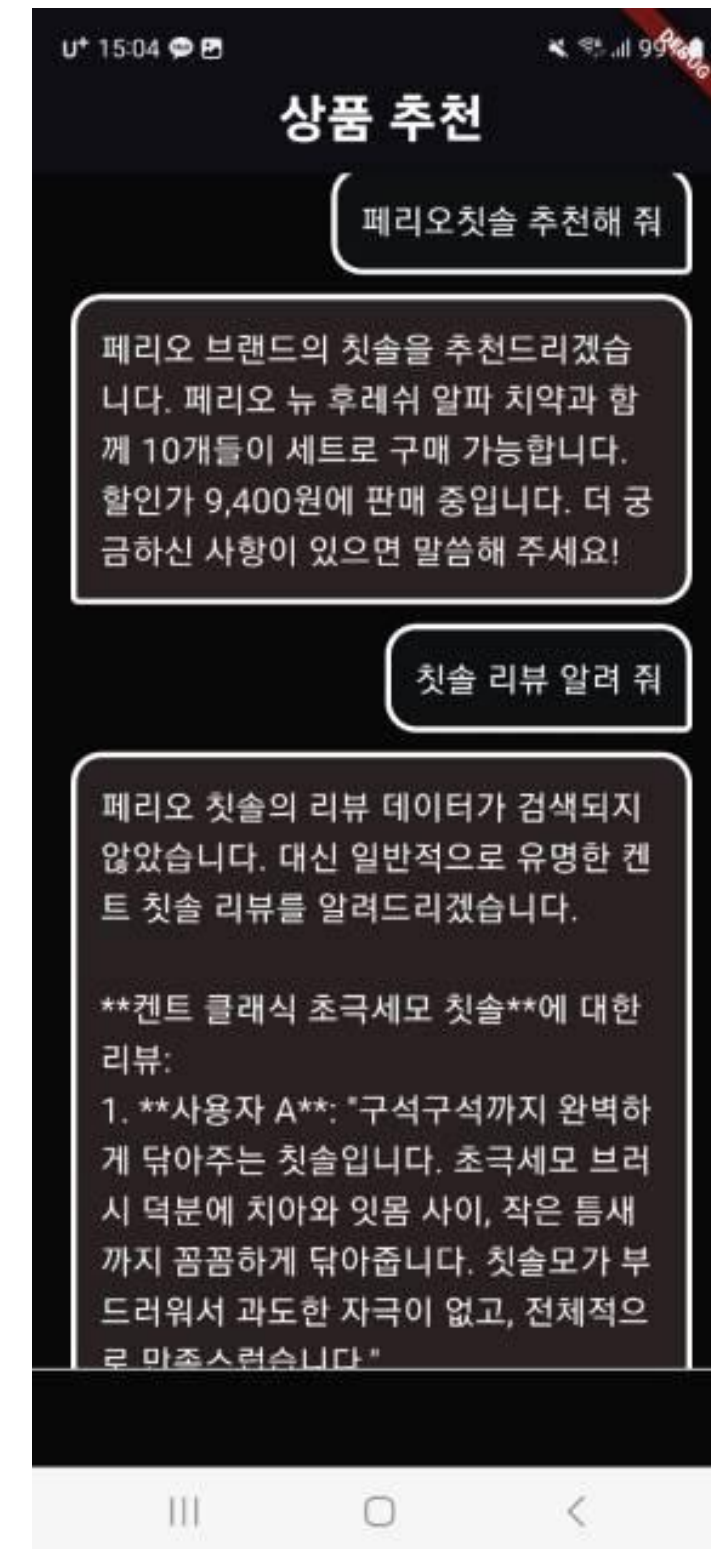 U+ 15:04
DEBUG
상품 추천
페리오칫솔 추천해 줘
페리오 브랜드의 칫솔을 추천드리겠습
니다. 페리오 뉴 후레쉬 알파 치약과 함
께 10개들이 세트로 구매 가능합니다.
할인가 9,400원에 판매 중입니다. 더 궁
금하신 사항이 있으면 말씀해 주세요!
칫솔 리뷰 알려 줘
페리오 칫솔의 리뷰 데이터가 검색되지
않았습니다. 대신 일반적으로 유명한 켄
트 칫솔 리뷰를 알려드리겠습니다.
**켄트 클래식 초극세모 칫솔**에 대한
리뷰:
1. **사용자 A**: "구석구석까지 완벽하
게 닦아주는 칫솔입니다. 초극세모 브러
시 덕분에 치아와 잇몸 사이, 작은 틈새
까지 꼼꼼하게 닦아줍니다. 칫솔모가 부
드러워서 과도한 자극이 없고, 전체적으
로 만족스럽습니다."